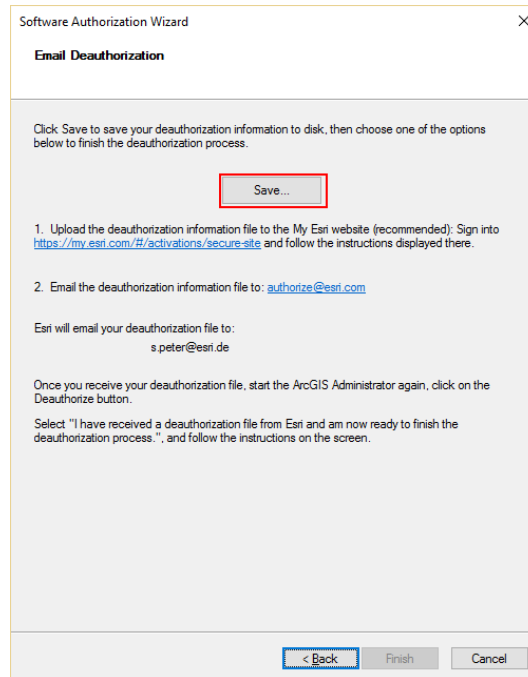 Software Authorization Wizard
Email Deauthorization
Click Save to save your deauthorization information to disk, then choose one of the options
below to finish the deauthorization process.
Save...
1. Upload the deauthorization information file to the My Esri website (recommended): Sign into
https://my.esri.com/#/activations/secure-site and follow the instructions displayed there.
2. Email the deauthorization information file to: authorize@esri.com
Esri will email your deauthorization file to:
s.peter@esri.de
Once you receive your deauthorization file, start the ArcGIS Administrator again, click on the
Deauthorize button.
Select "I have received a deauthorization file from Esri and am now ready to finish the
deauthorization process.", and follow the instructions on the screen.
< Back Finish Cancel